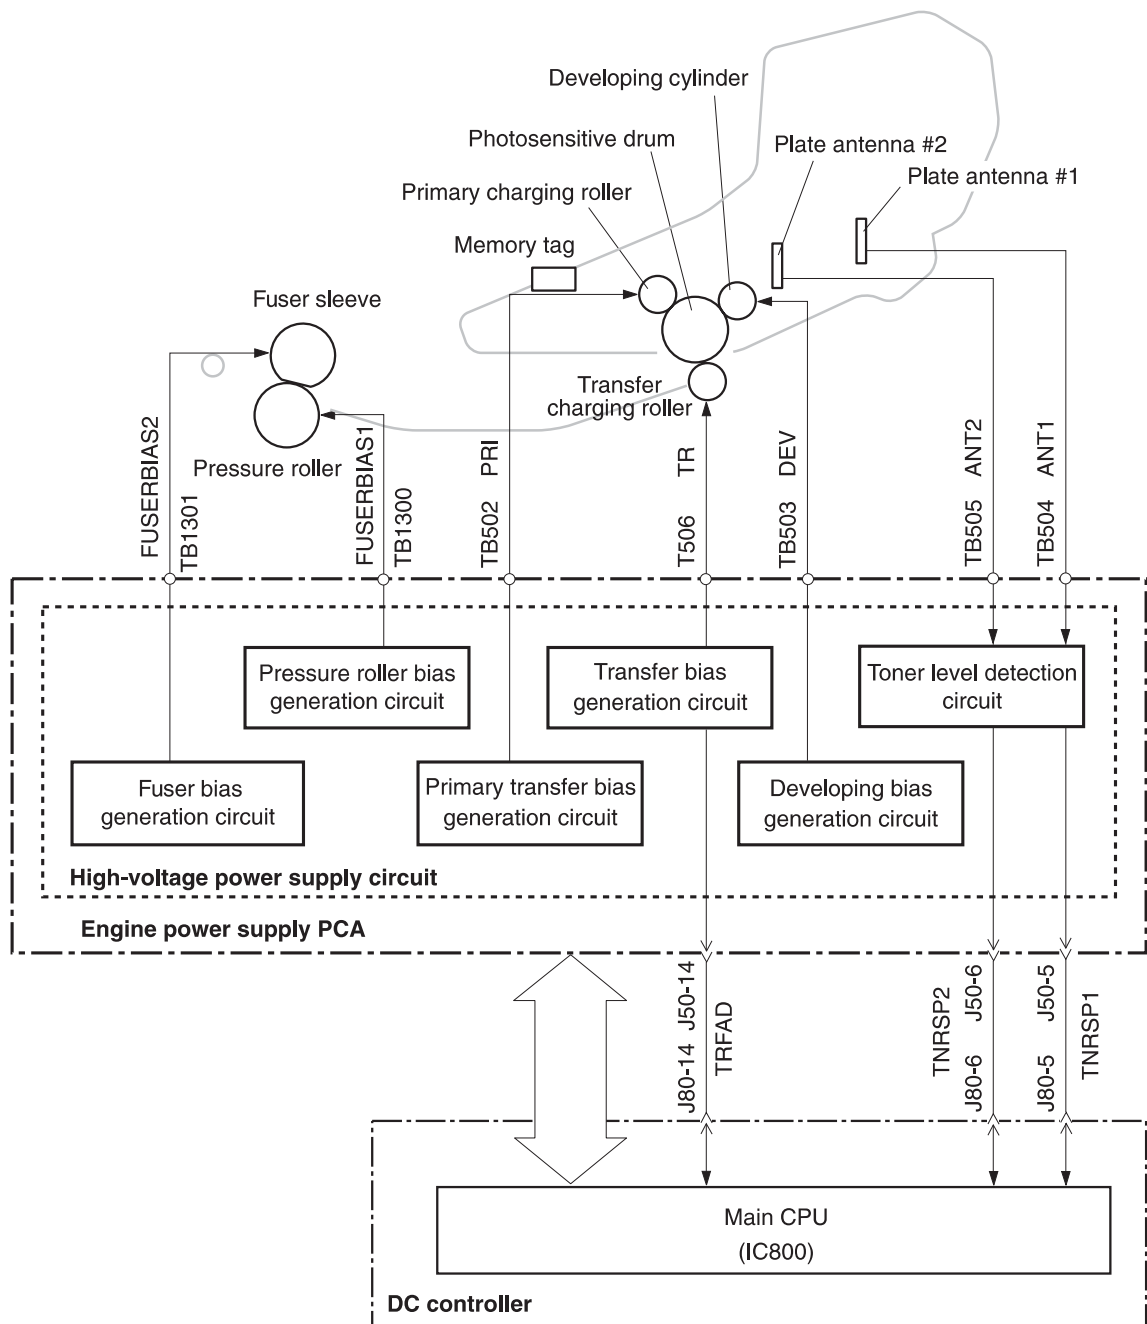 Developing cylinder
Photosensitive drum
Plate antenna #2
Plate antenna #1
Primary charging roller
Memory tag
Fuser sleeve
Transfer
charging roller
Pressure roller
FUSERBIAS2
TB1301
FUSERBIAS1
TB1300
TB502 PRI
T506 TR
TB503 DEV
TB505 ANT2
TB504 ANT1
Pressure roller bias
generation circuit
Transfer bias
generation circuit
Toner level detection
circuit
Fuser bias
generation circuit
Primary transfer bias
generation circuit
Developing bias
generation circuit
High-voltage power supply circuit
Engine power supply PCA
J80-14 J50-14
TRFAD
TNRSP2
J80-6 J50-6
J80-5 J50-5
TNRSP1
Main CPU
(IC800)
DC controller